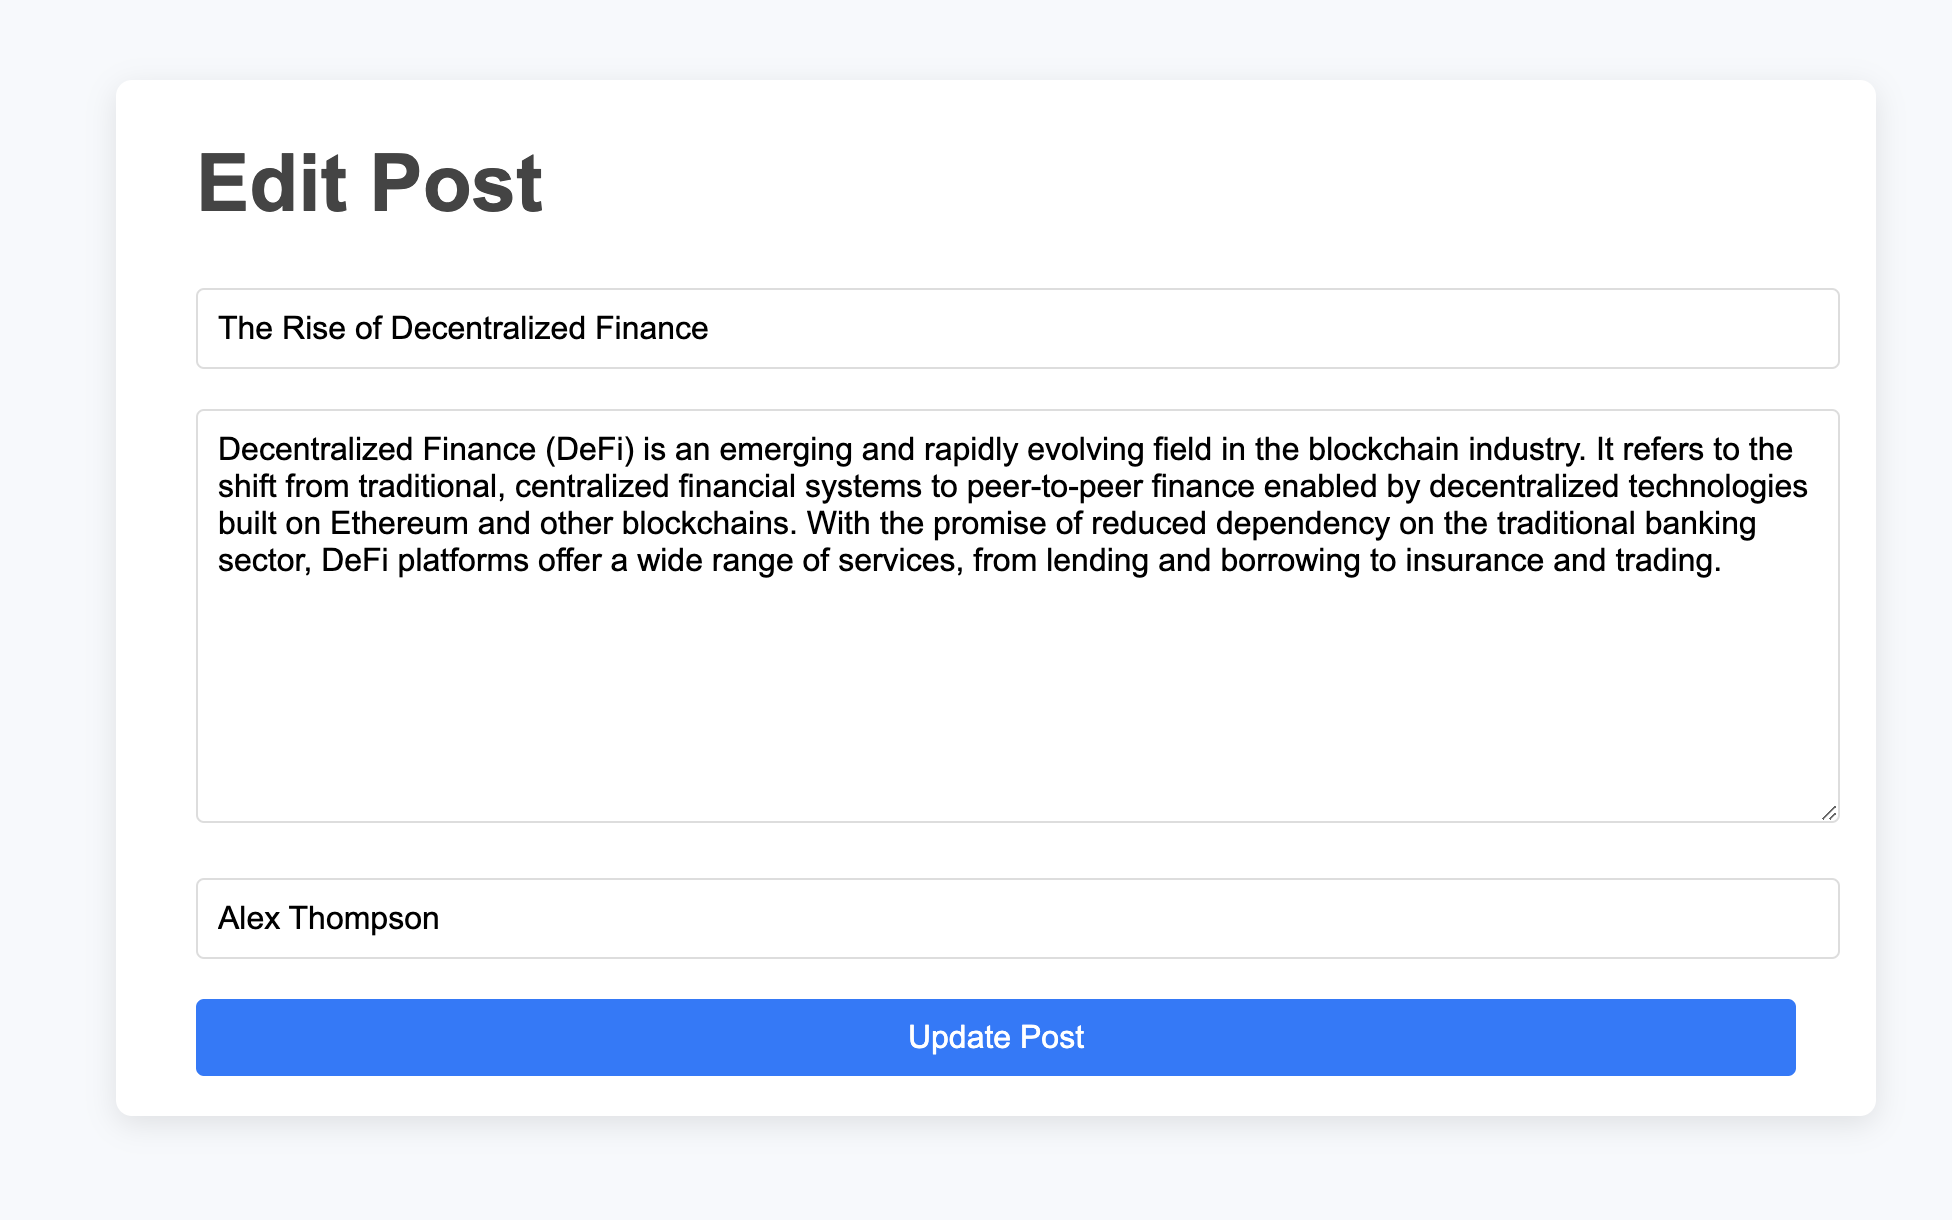 Edit Post
The Rise of Decentralized Finance
Decentralized Finance (DeFi) is an emerging and rapidly evolving field in the blockchain industry. It refers to the
shift from traditional, centralized financial systems to peer-to-peer finance enabled by decentralized technologies
built on Ethereum and other blockchains. With the promise of reduced dependency on the traditional banking
sector, DeFi platforms offer a wide range of services, from lending and borrowing to insurance and trading.
Alex Thompson
Update Post